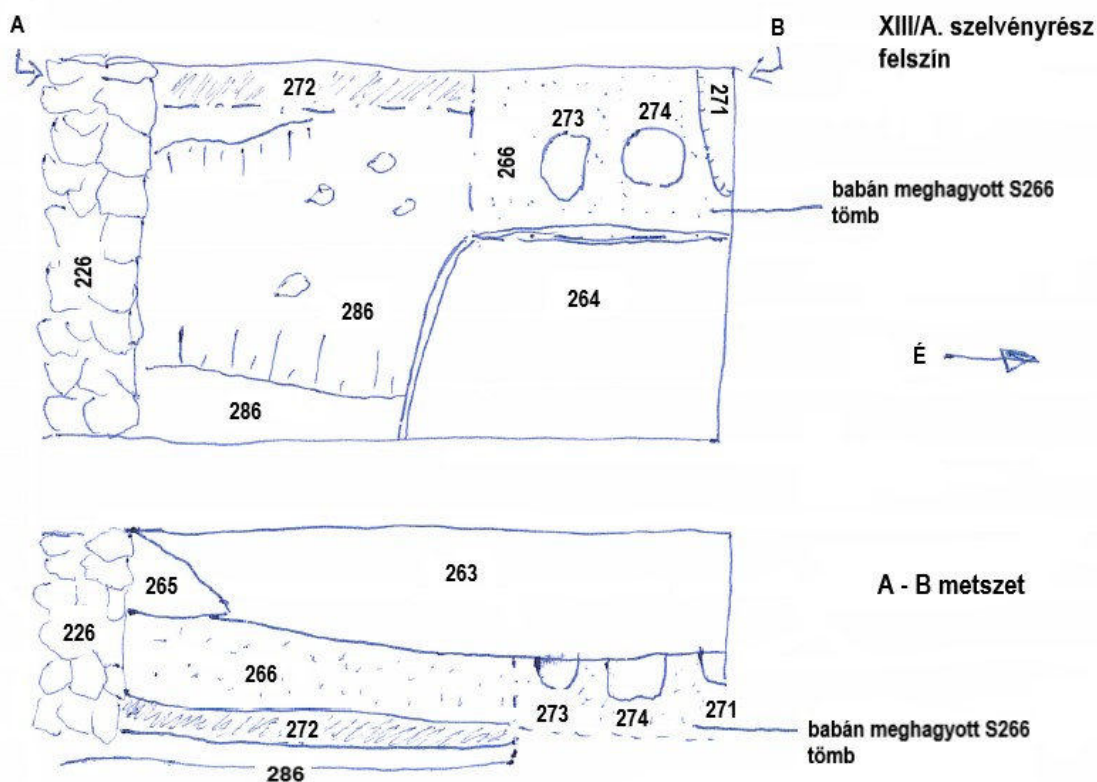 A
B
XIII/A. szelvényrész
felszín
272
273
274
271
266
babán meghagyott S266
tömb
226
286
264
É
286
265
263
A - B metszet
226
266
273
274
271
272
babán meghagyott S266
tömb
286